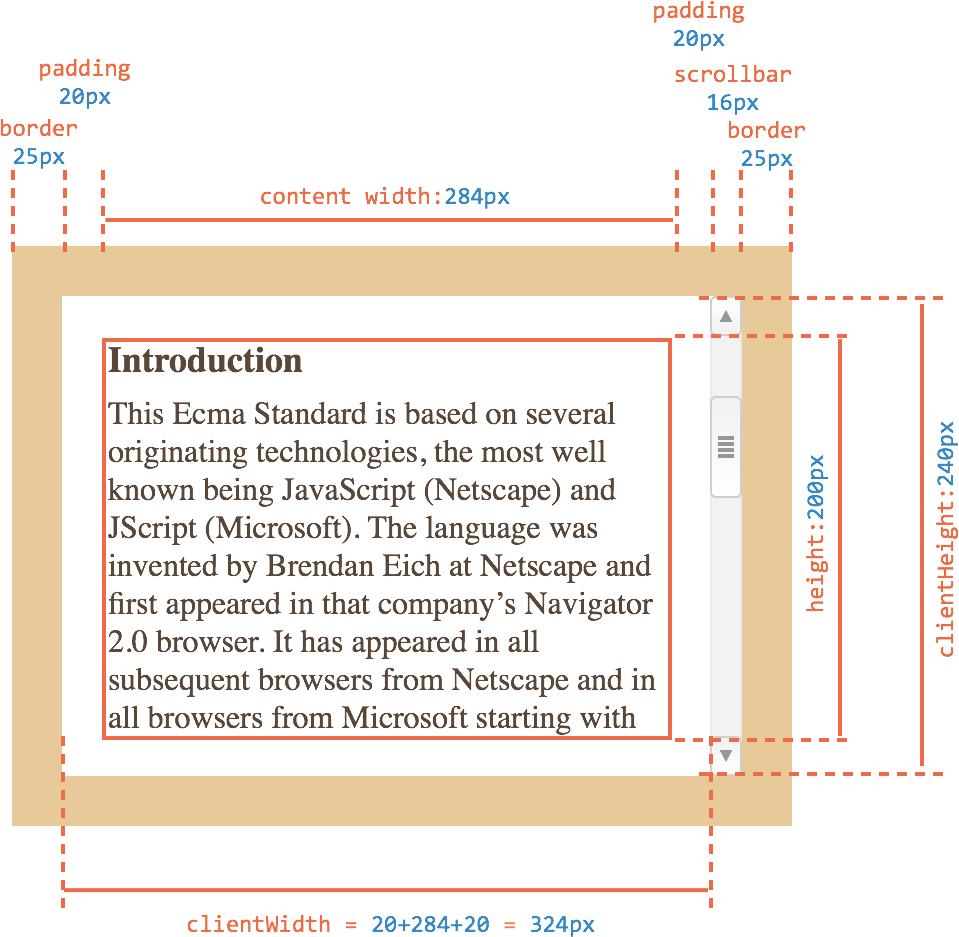 padding
20px
scrollbar
16px
border
25px
padding
20px
border
25px
content width:284px
Introduction
This Ecma Standard is based on several
originating technologies, the most well
known being JavaScript (Netscape) and
JScript (Microsoft). The language was
invented by Brendan Eich at Netscape and
first appeared in that company’s Navigator
2.0 browser. It has appeared in all
subsequent browsers from Netscape and in
all browsers from Microsoft starting with
height:200px
clientHeight:240px
clientWidth = 20+284+20 = 324px